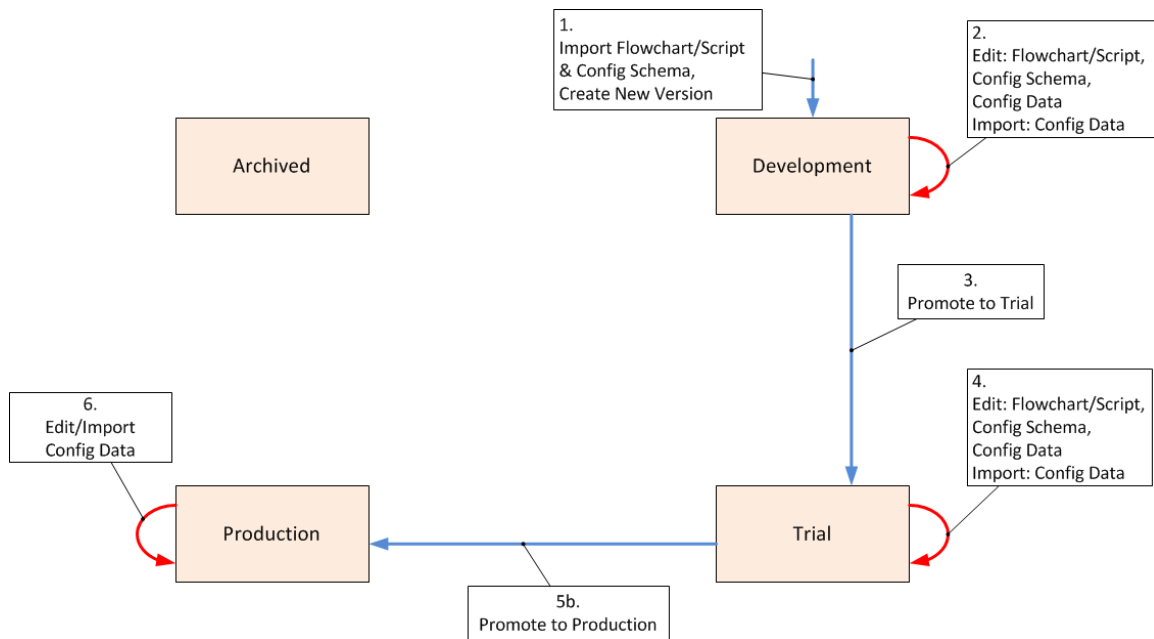 1.
Import Flowchart/Script
& Config Schema,
Create New Version
2.
Edit: Flowchart/Script,
Config Schema,
Config Data
Import: Config Data
Archived
Development
3.
Promote to Trial
6.
Edit/Import
Config Data
4.
Edit: Flowchart/Script,
Config Schema,
Config Data
Import: Config Data
Production
Trial
5b.
Promote to Production